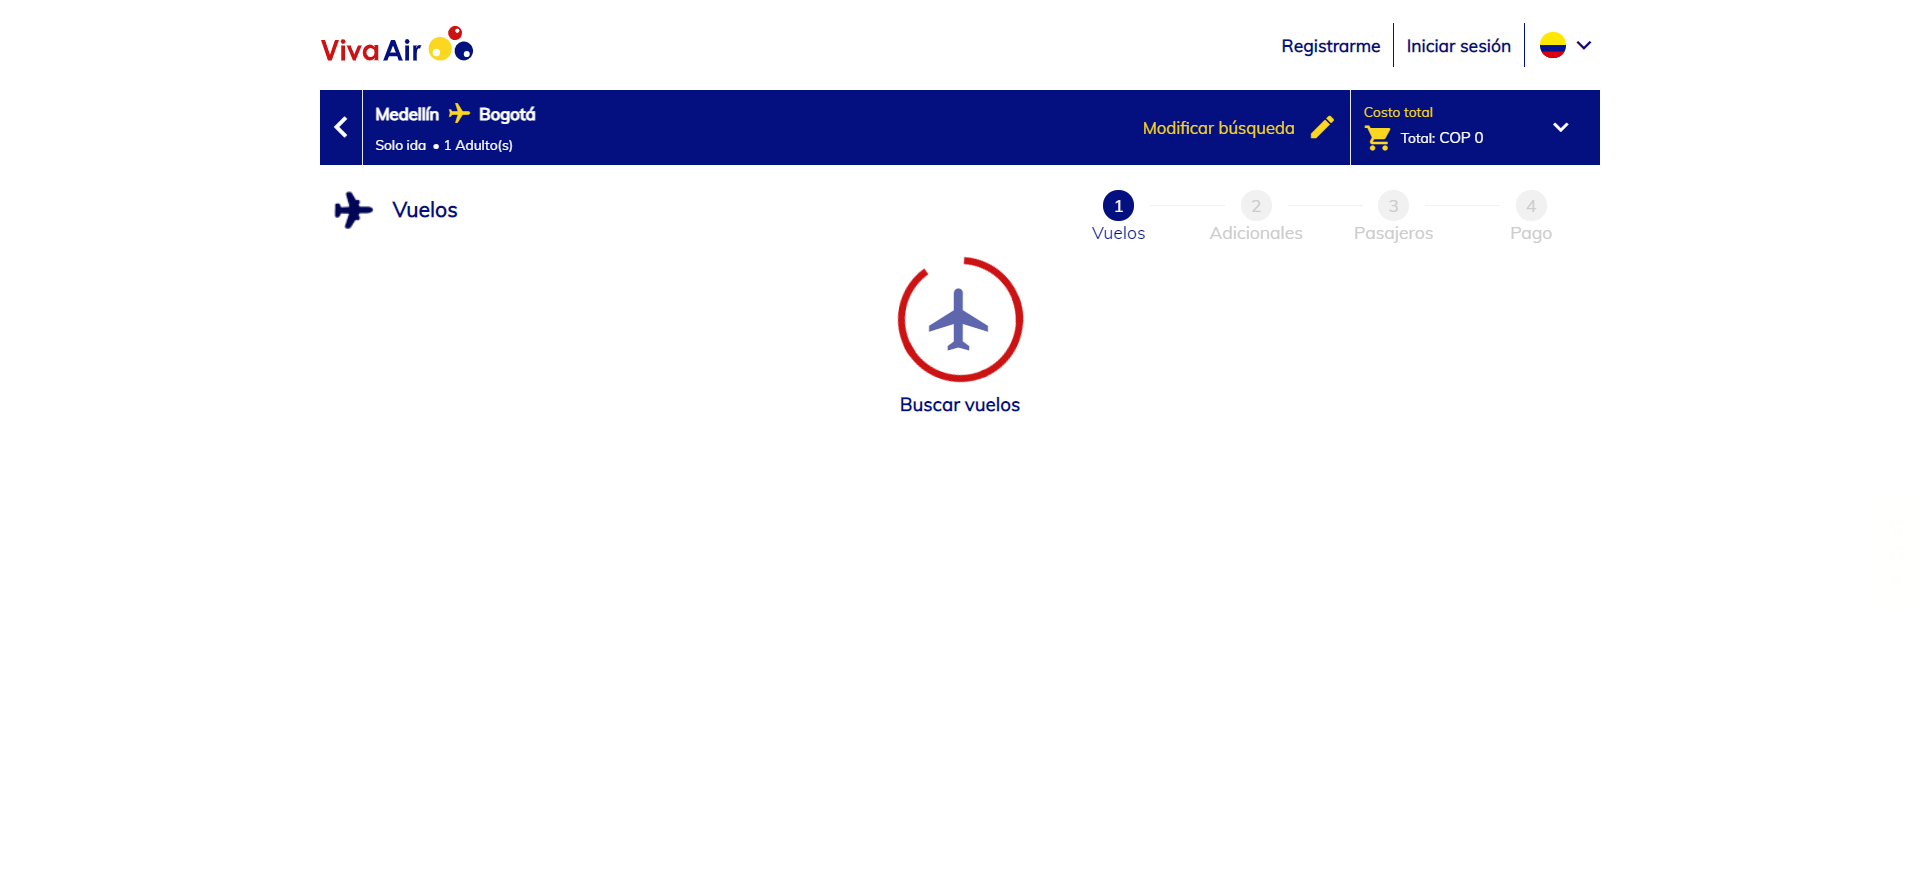 Viva Air
Registrarme
Iniciar sesión
Medellín Bogotá
Solo ida • 1 Adulto(s)
Modificar búsqueda
Costo total
Total: COP 0
Vuelos
1 2 3 4
Vuelos Adicionales Pasajeros Pago
Buscar vuelos